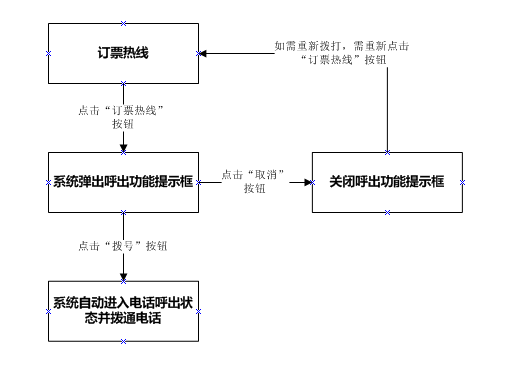 订票热线
如需重新拨打，需重新点击
“订票热线”按钮
点击“订票热线”
按钮
系统弹出呼出功能提示框
点击“取消”
按钮
关闭呼出功能提示框
点击“拨号”按钮
系统自动进入电话呼出状
态并拨通电话